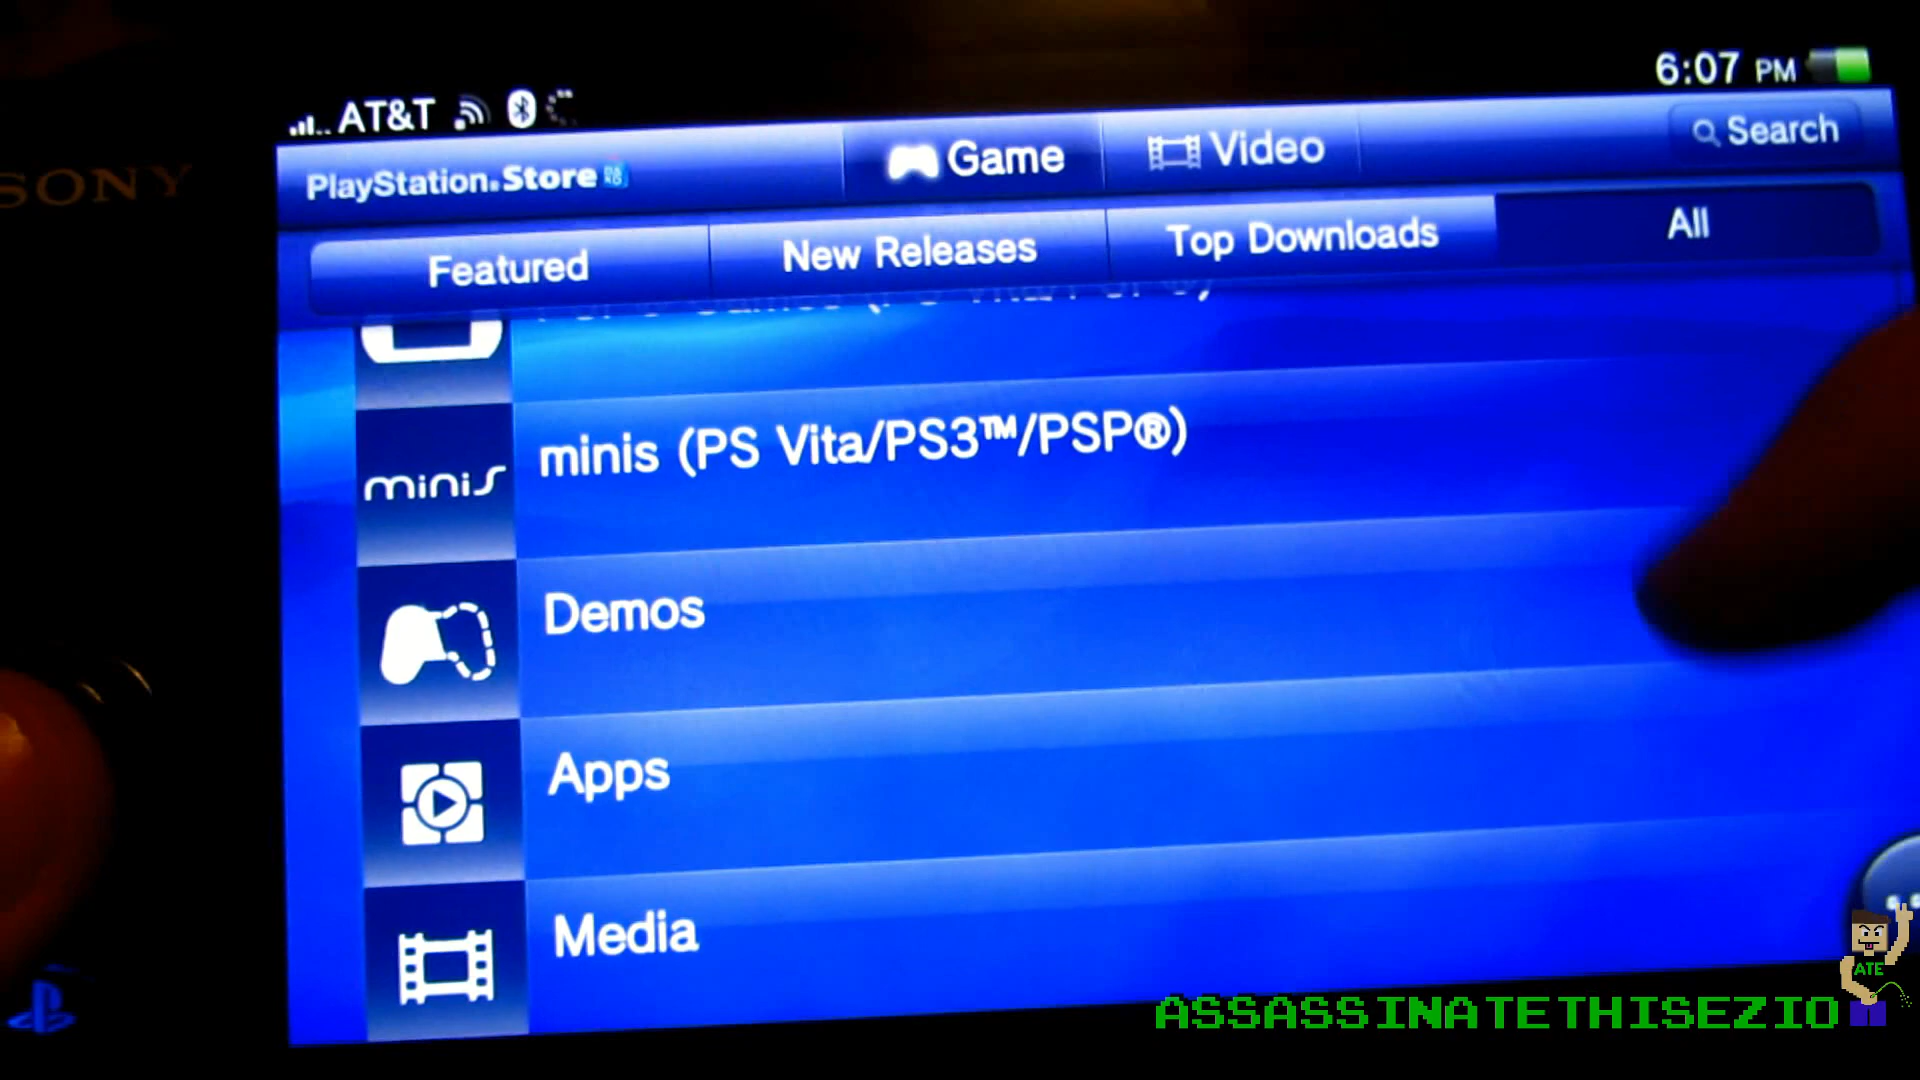 6:07 PM
AT&T
SONY
PlayStation®Store
Game
Video
Search
Featured
New Releases
Top Downloads
All
minis
minis (PS Vita/PS3™/PSP®)
Demos
Apps
Media
ATE
ASSASSINATETHISEZIO